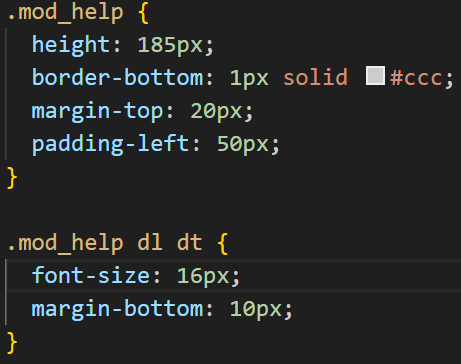 .mod_help {
height: 185px;
border-bottom: 1px solid #ccc;
margin-top: 20px;
padding-left: 50px;
}
.mod_help dl dt {
font-size: 16px;
margin-bottom: 10px;
}